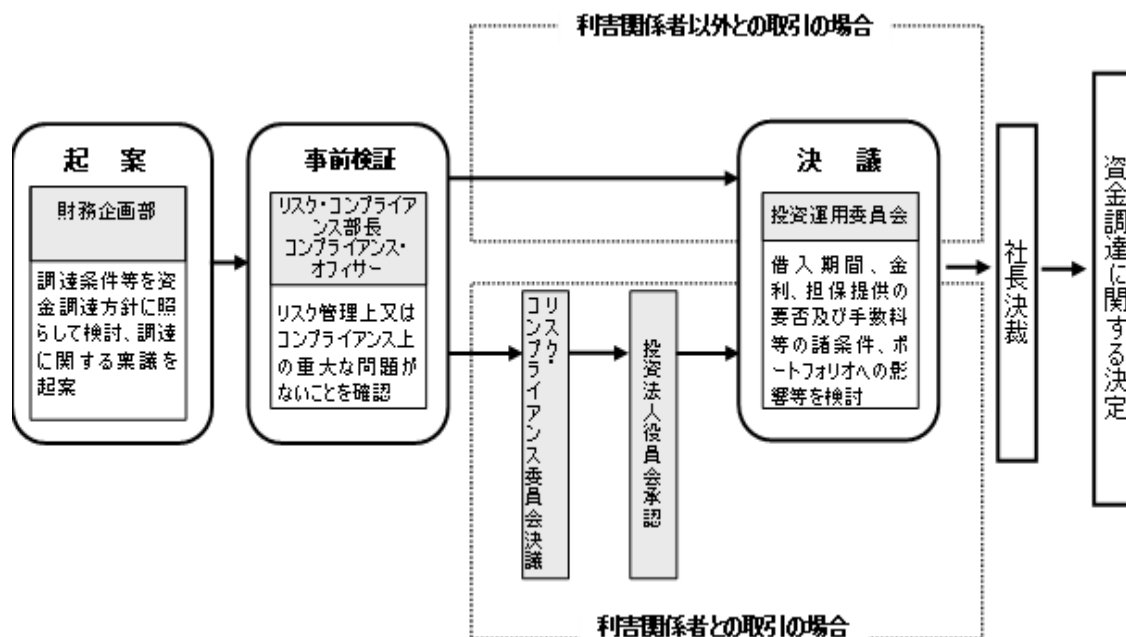 利害関係者以外との取引の場合
起　案
財務企画部
調達条件等を資
金調達方針に照
らして検討、調達
に関する稟議を
起案
事前検証
リスク・コンプライア
ンス部長
コンプライアンス・
オフィサー
リスク管理上又は
コンプライアンス上
の重大な問題が
ないことを確認
リスク・
コンプライアンス委員会決議
投資法人役員会承認
決　議
投資運用委員会
借入期間、金
利、担保提供の
要否及び手数料
等の諸条件、ポ
ートフォリオへの影
響等を検討
社長決裁
資金調達に関する決定
利害関係者との取引の場合